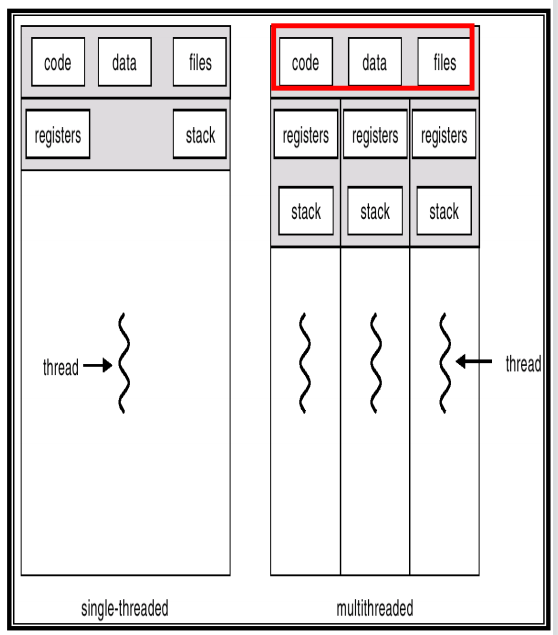 code data files
registers stack
thread
single-threaded
code data files
registers registers registers
stack stack stack
thread
multithreaded